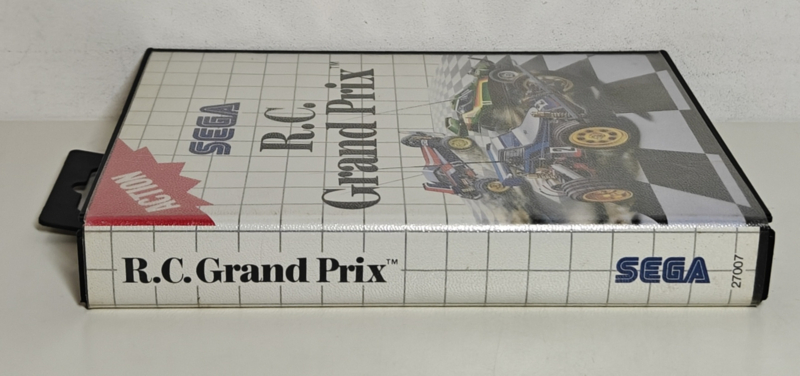 SEGA
R.C.
Grand Prix™
ACTION
R.C. Grand Prix™
SEGA
27007